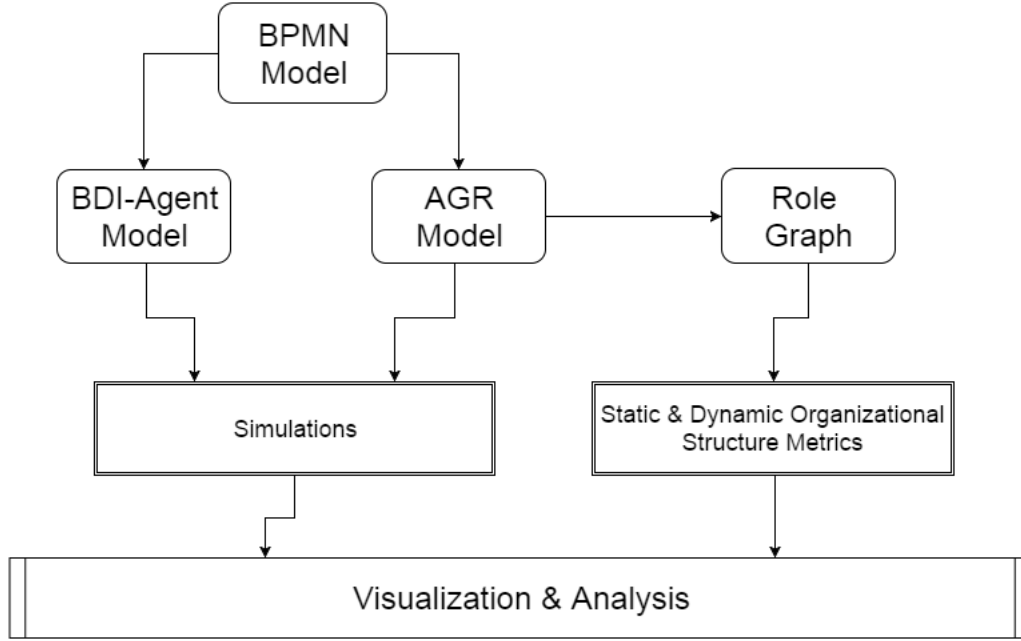 BPMN
Model
BDI-Agent
Model
AGR
Model
Role
Graph
Simulations
Static & Dynamic Organizational
Structure Metrics
Visualization & Analysis